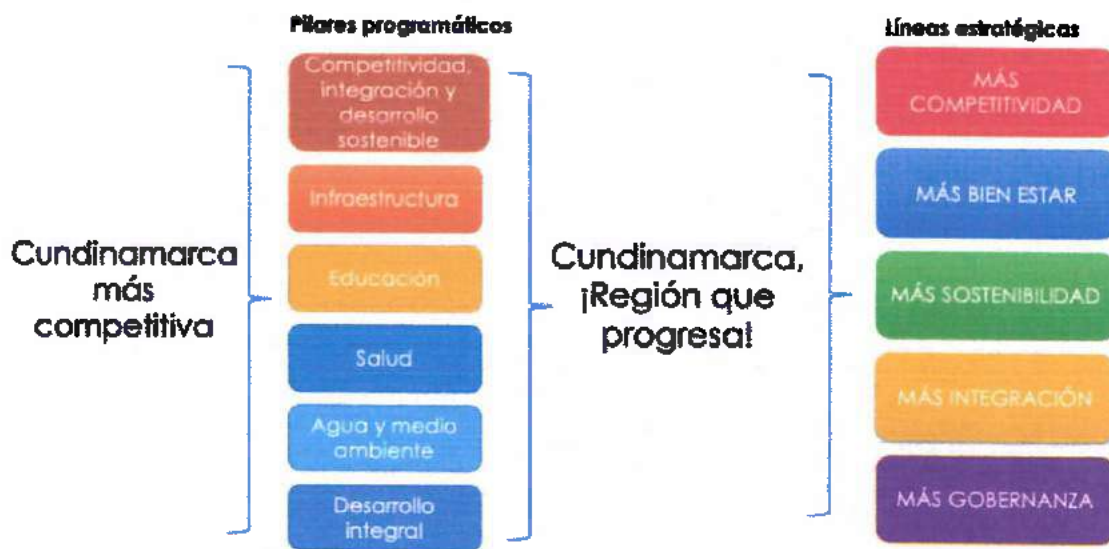 Pilares programáticos
Líneas estratégicas
Cundinamarca
más
competitiva
Competitividad,
integración y
desarrollo
sostenible
Infraestructura
Educación
Salud
Agua y medio
ambiente
Desarrollo
integral
Cundinamarca,
¡Región que
progresa!
MÁS
COMPETITIVIDAD
MÁS BIEN ESTAR
MÁS SOSTENIBILIDAD
MÁS INTEGRACIÓN
MÁS GOBERNANZA